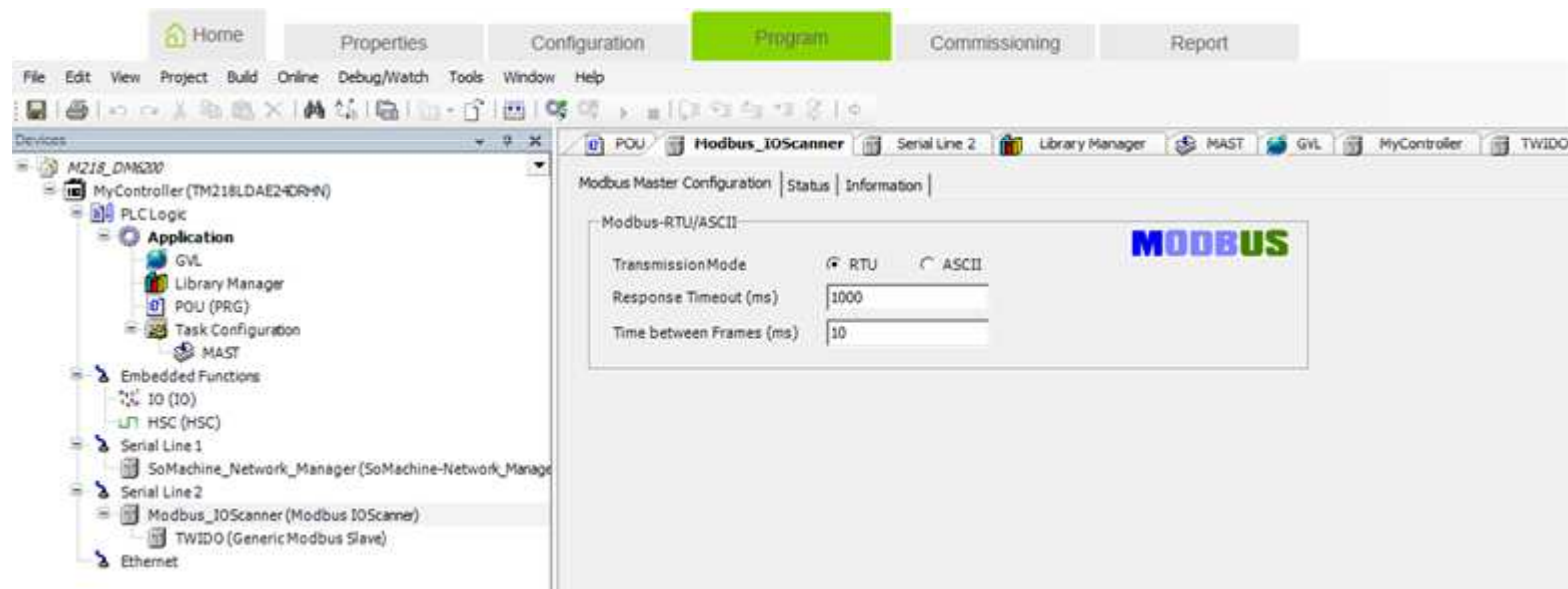 Home Properties Configuration Program Commissioning Report
File Edit View Project Build Online Debug/Watch Tools Window Help
Devices
POU Modbus_IOScanner Serial Line 2 Library Manager MAST GVL MyController TWIDO
M218_DM6200
MyController (TM218LDAE24DRHN)
PLC Logic
Application
GVL
Library Manager
POU (PRG)
Task Configuration
MAST
Embedded Functions
IO (IO)
HSC (HSC)
Serial Line 1
SoMachine_Network_Manager (SoMachine-Network_Manage
Serial Line 2
Modbus_IOScanner (Modbus IOScanner)
TWIDO (Generic Modbus Slave)
Ethernet
Modbus Master Configuration Status Information
Modbus-RTU/ASCII
MODBUS
TransmissionMode RTU ASCII
Response Timeout (ms) 1000
Time between Frames (ms) 10